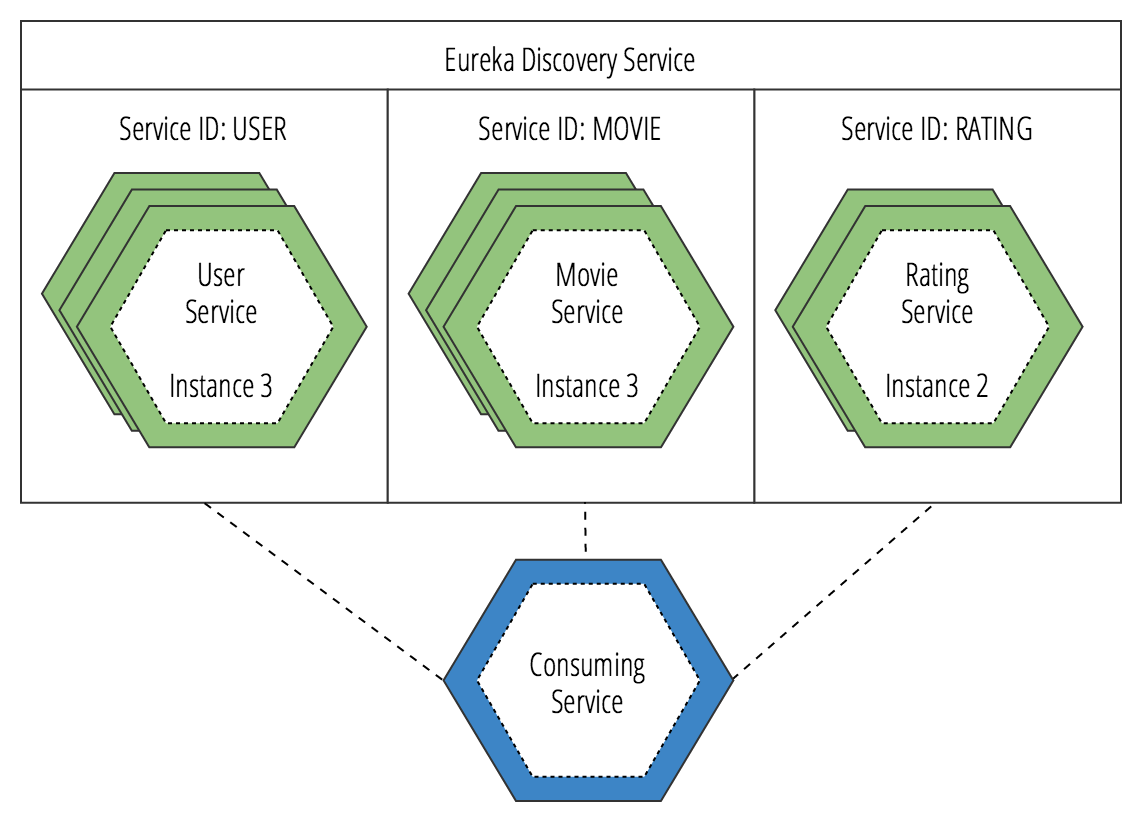 Eureka Discovery Service
Service ID: USER
Service ID: MOVIE
Service ID: RATING
User
Service
Instance 3
Movie
Service
Instance 3
Rating
Service
Instance 2
Consuming
Service